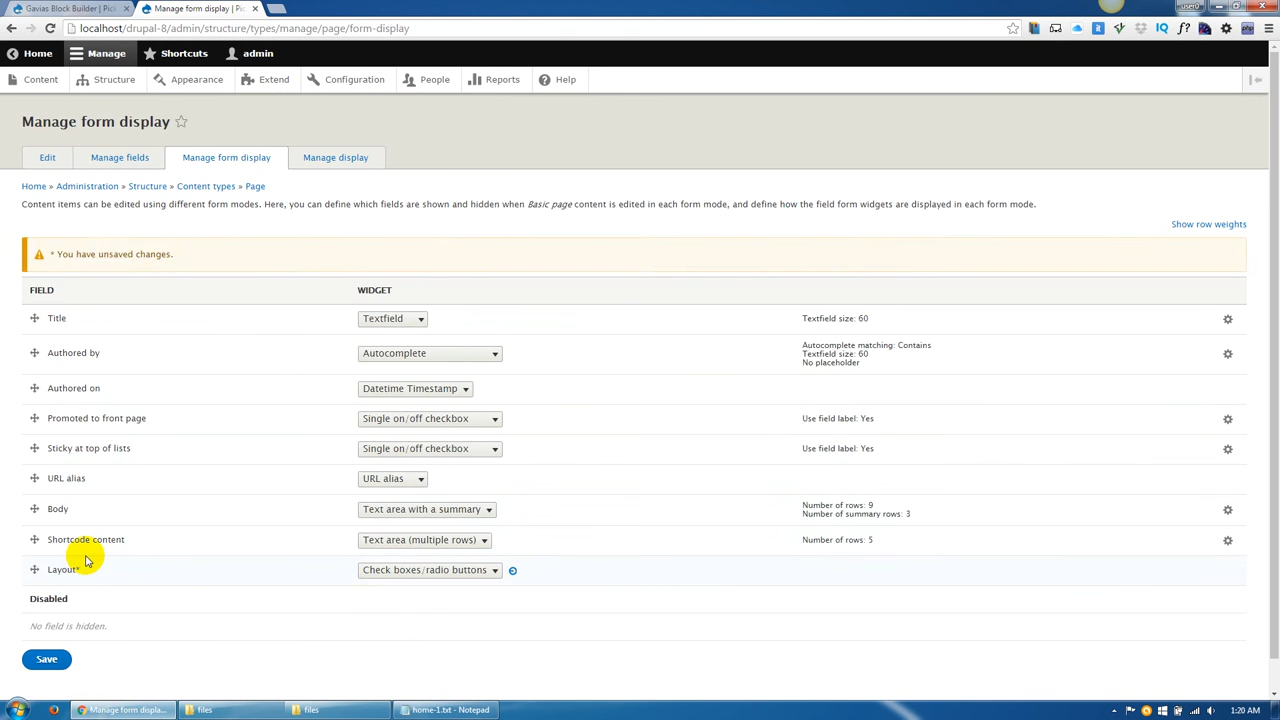 Gavias Block Builder | Pic
Manage form display | Pic
user0
localhost/drupal-8/admin/structure/types/manage/page/form-display
Home
Manage
Shortcuts
admin
Content
Structure
Appearance
Extend
Configuration
People
Reports
Help
Manage form display
Edit
Manage fields
Manage form display
Manage display
Home » Administration » Structure » Content types » Page
Content items can be edited using different form modes. Here, you can define which fields are shown and hidden when Basic page content is edited in each form mode, and define how the field form widgets are displayed in each form mode.
Show row weights
* You have unsaved changes.
FIELD WIDGET
Title Textfield Textfield size: 60
Authored by Autocomplete Autocomplete matching: Contains
Textfield size: 60
No placeholder
Authored on Datetime Timestamp
Promoted to front page Single on/off checkbox Use field label: Yes
Sticky at top of lists Single on/off checkbox Use field label: Yes
URL alias URL alias
Body Text area with a summary Number of rows: 9
Number of summary rows: 3
Shortcode content Text area (multiple rows) Number of rows: 5
Layout* Check boxes/radio buttons
Disabled
No field is hidden.
Save
Manage form displa...
files
files
home-1.txt - Notepad
1:20 AM